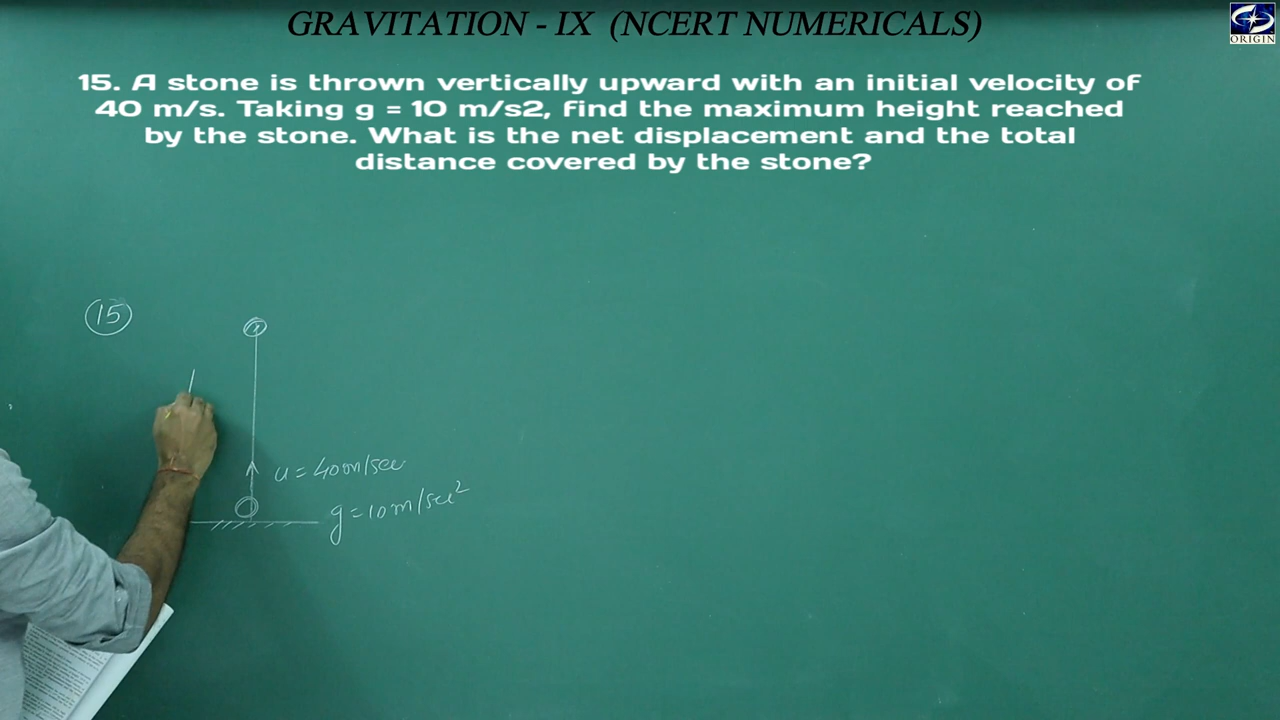 GRAVITATION - IX (NCERT NUMERICALS)
ORIGIN
15. A stone is thrown vertically upward with an initial velocity of
40 m/s. Taking g = 10 m/s2, find the maximum height reached
by the stone. What is the net displacement and the total
distance covered by the stone?
15
u = 40m/sec
g = 10m/sec²